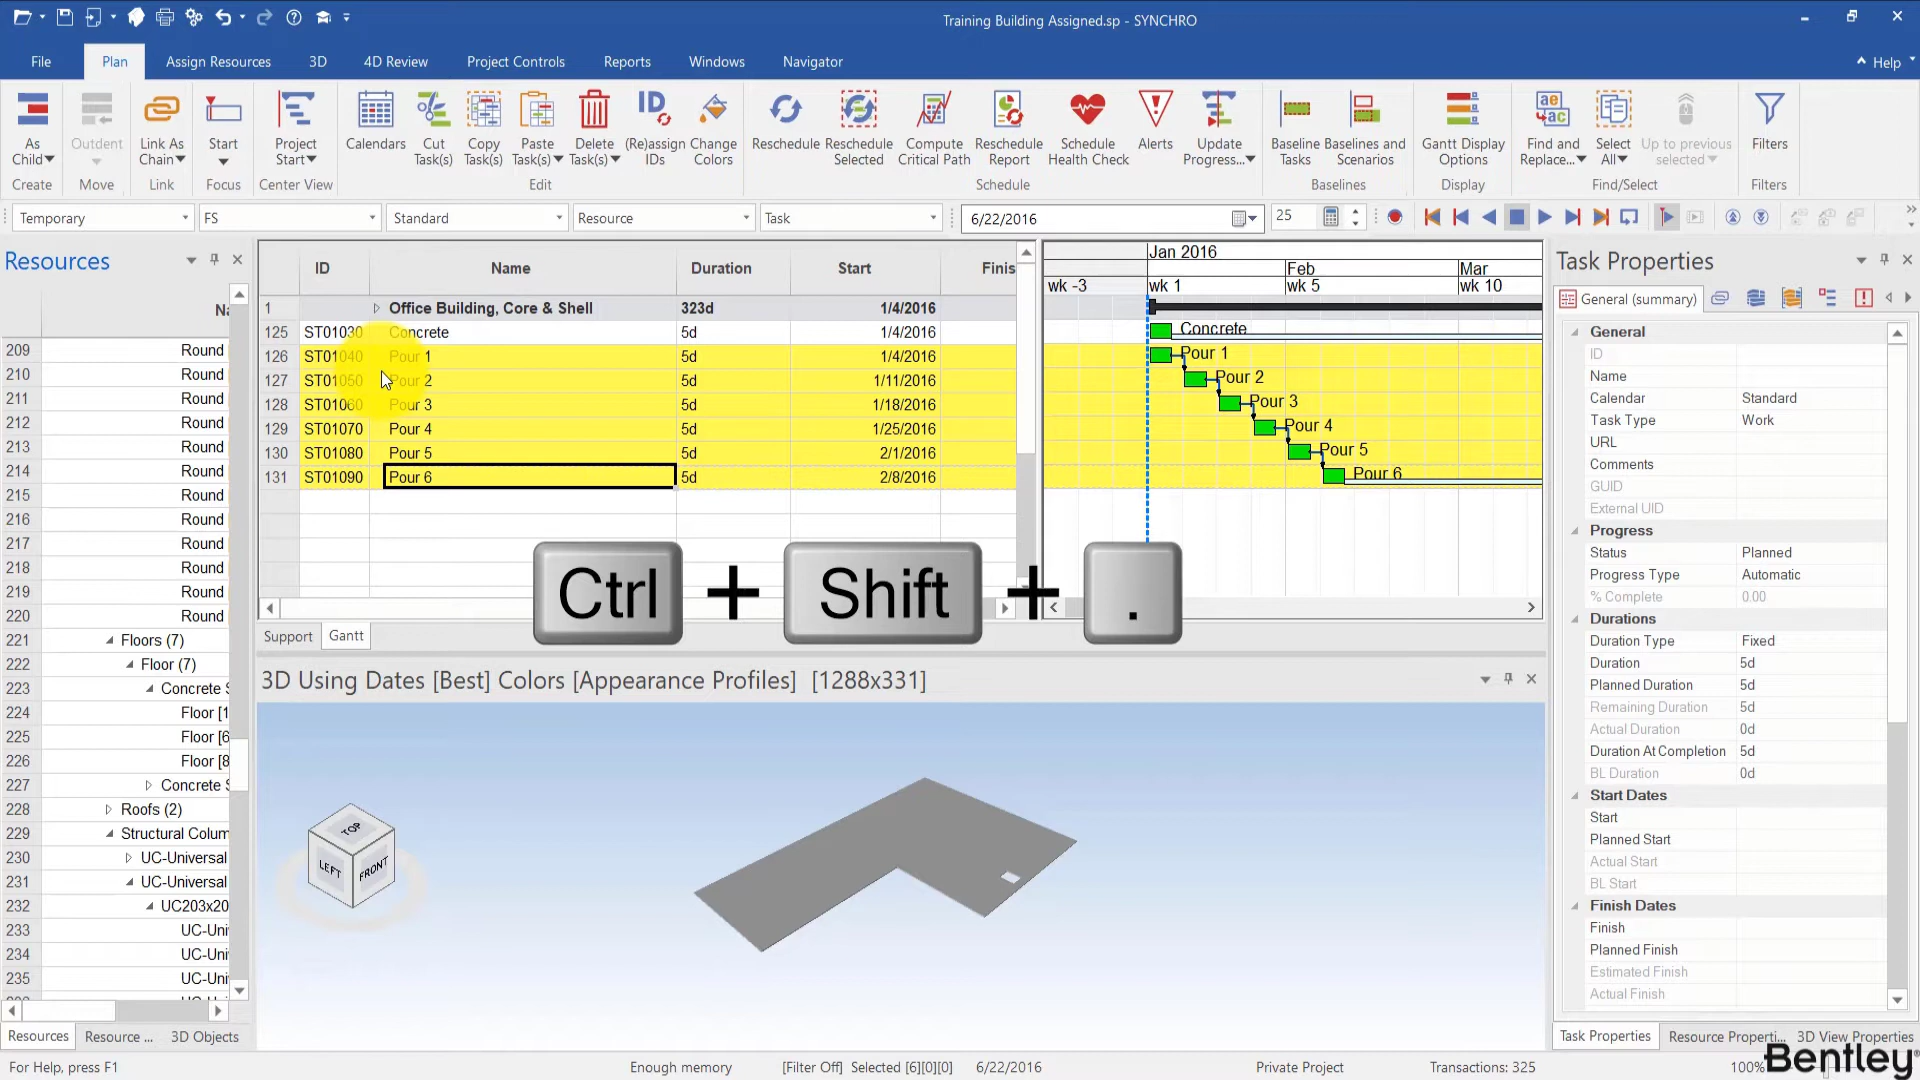 Training Building Assigned.sp - SYNCHRO
File Plan Assign Resources 3D 4D Review Project Controls Reports Windows Navigator Help
As Child Outdent Link As Chain Start Project Start Calendars Cut Task(s) Copy Task(s) Paste Task(s) Delete Task(s) (Re)assign IDs Change Colors Reschedule Reschedule Selected Compute Critical Path Reschedule Report Schedule Health Check Alerts Update Progress... Baseline Tasks Baselines and Scenarios Gantt Display Options Find and Replace... Select All Up to previous selected Filters
Create Move Link Focus Center View Edit Schedule Baselines Display Find/Select Filters
Temporary FS Standard Resource Task 6/22/2016 25
Resources
209 Round
210 Round
211 Round
212 Round
213 Round
214 Round
215 Round
216 Round
217 Round
218 Round
219 Round
220 Round
221 Floors (7)
222 Floor (7)
223 Concrete S
224 Floor [1
225 Floor [6
226 Floor [8
227 Concrete S
228 Roofs (2)
229 Structural Colum
230 UC-Universal
231 UC-Universal
232 UC203x20
233 UC-Uni
234 UC-Uni
235 UC-Uni
Resources Resource ... 3D Objects
ID Name Duration Start Finis
1 Office Building, Core & Shell 323d 1/4/2016
125 ST01030 Concrete 5d 1/4/2016
126 ST01040 Pour 1 5d 1/4/2016
127 ST01050 Pour 2 5d 1/11/2016
128 ST01060 Pour 3 5d 1/18/2016
129 ST01070 Pour 4 5d 1/25/2016
130 ST01080 Pour 5 5d 2/1/2016
131 ST01090 Pour 6 5d 2/8/2016
Support Gantt
Jan 2016
Feb Mar
wk -3 wk 1 wk 5 wk 10
Concrete
Pour 1
Pour 2
Pour 3
Pour 4
Pour 5
Pour 6
Ctrl + Shift + .
3D Using Dates [Best] Colors [Appearance Profiles] [1288x331]
TOP
LEFT FRONT
Task Properties
General (summary)
General
ID
Name
Calendar Standard
Task Type Work
URL
Comments
GUID
External UID
Progress
Status Planned
Progress Type Automatic
% Complete 0.00
Durations
Duration Type Fixed
Duration 5d
Planned Duration 5d
Remaining Duration 5d
Actual Duration 0d
Duration At Completion 5d
BL Duration 0d
Start Dates
Start
Planned Start
Actual Start
BL Start
Finish Dates
Finish
Planned Finish
Estimated Finish
Actual Finish
Task Properties Resource Properti... 3D View Properties
For Help, press F1 Enough memory [Filter Off] Selected [6][0][0] 6/22/2016 Private Project Transactions: 325 100%
Bentley